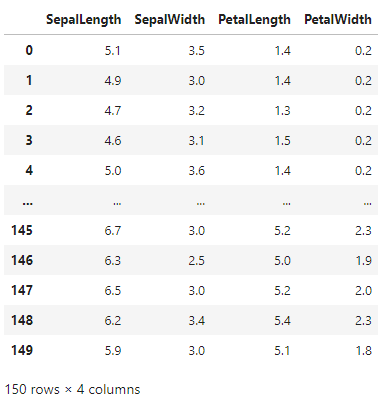 SepalLength SepalWidth PetalLength PetalWidth
0 5.1 3.5 1.4 0.2
1 4.9 3.0 1.4 0.2
2 4.7 3.2 1.3 0.2
3 4.6 3.1 1.5 0.2
4 5.0 3.6 1.4 0.2
... ... ... ... ...
145 6.7 3.0 5.2 2.3
146 6.3 2.5 5.0 1.9
147 6.5 3.0 5.2 2.0
148 6.2 3.4 5.4 2.3
149 5.9 3.0 5.1 1.8
150 rows × 4 columns